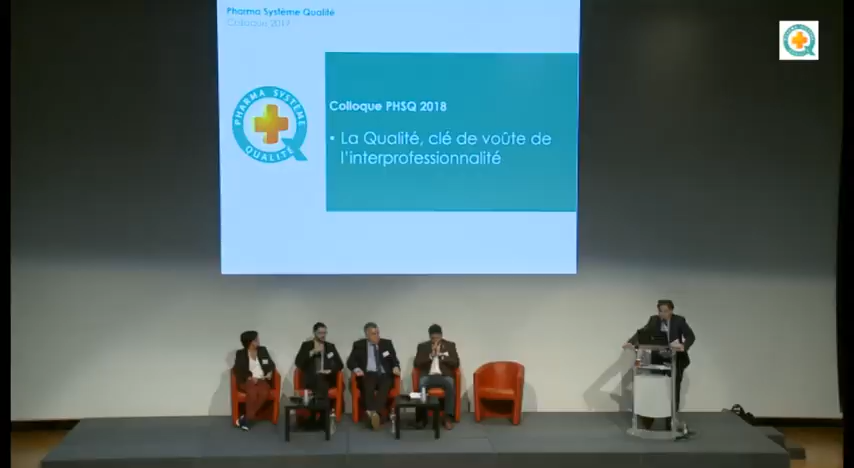 Pharma Système Qualité
Colloque 2017
PHARMA SYSTÈME
QUALITÉ
Colloque PHSQ 2018
• La Qualité, clé de voûte de
l'interprofessionnalité